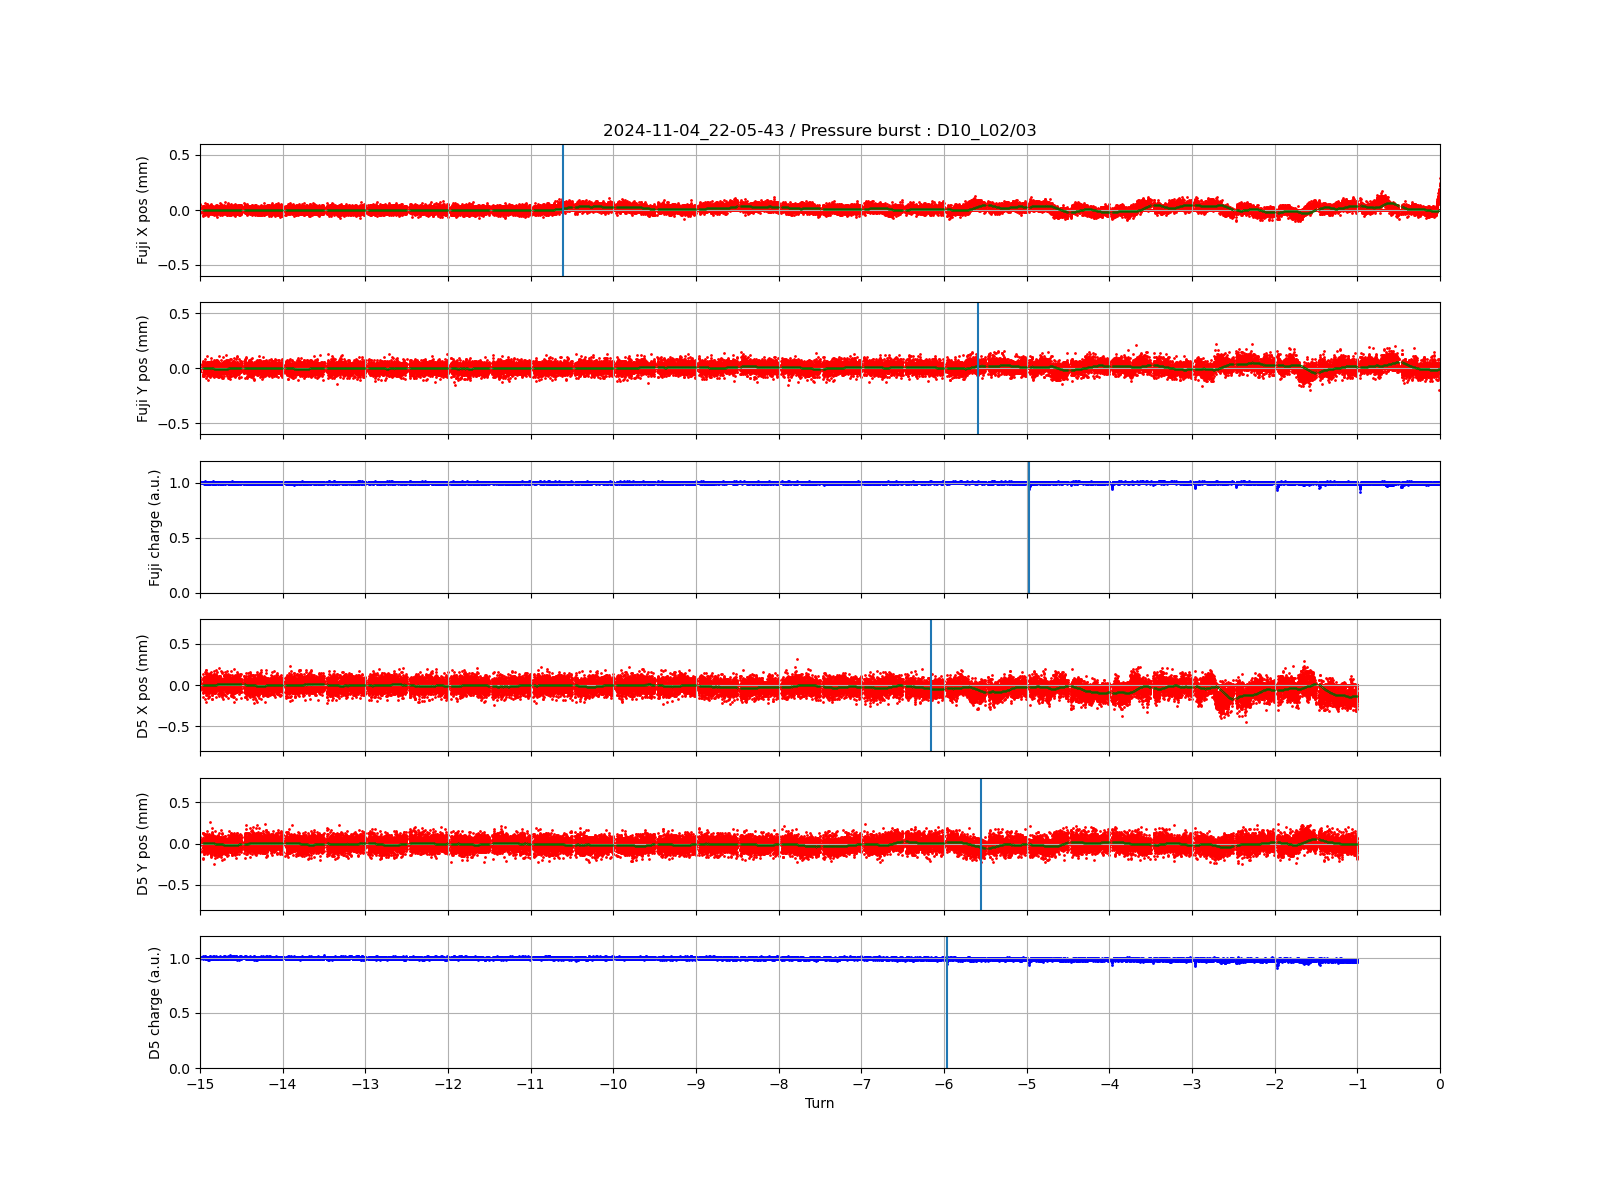 2024-11-04_22-05-43 / Pressure burst : D10_L02/03
Fuji X pos (mm)
0.5
0.0
−0.5
Fuji Y pos (mm)
0.5
0.0
−0.5
Fuji charge (a.u.)
1.0
0.5
0.0
D5 X pos (mm)
0.5
0.0
−0.5
D5 Y pos (mm)
0.5
0.0
−0.5
D5 charge (a.u.)
1.0
0.5
0.0
−15 −14 −13 −12 −11 −10 −9 −8 −7 −6 −5 −4 −3 −2 −1 0
Turn